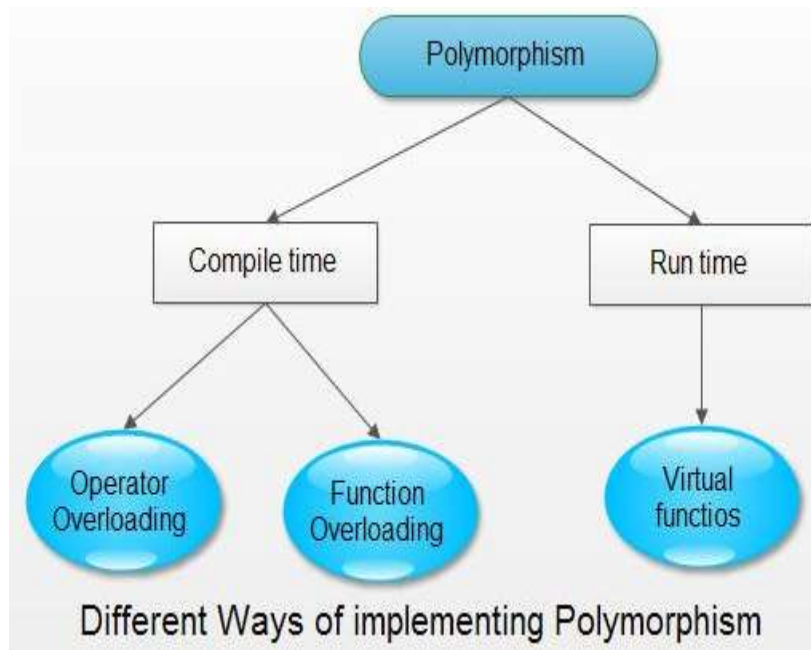 Polymorphism
Compile time
Run time
Operator
Overloading
Function
Overloading
Virtual
functios
Different Ways of implementing Polymorphism